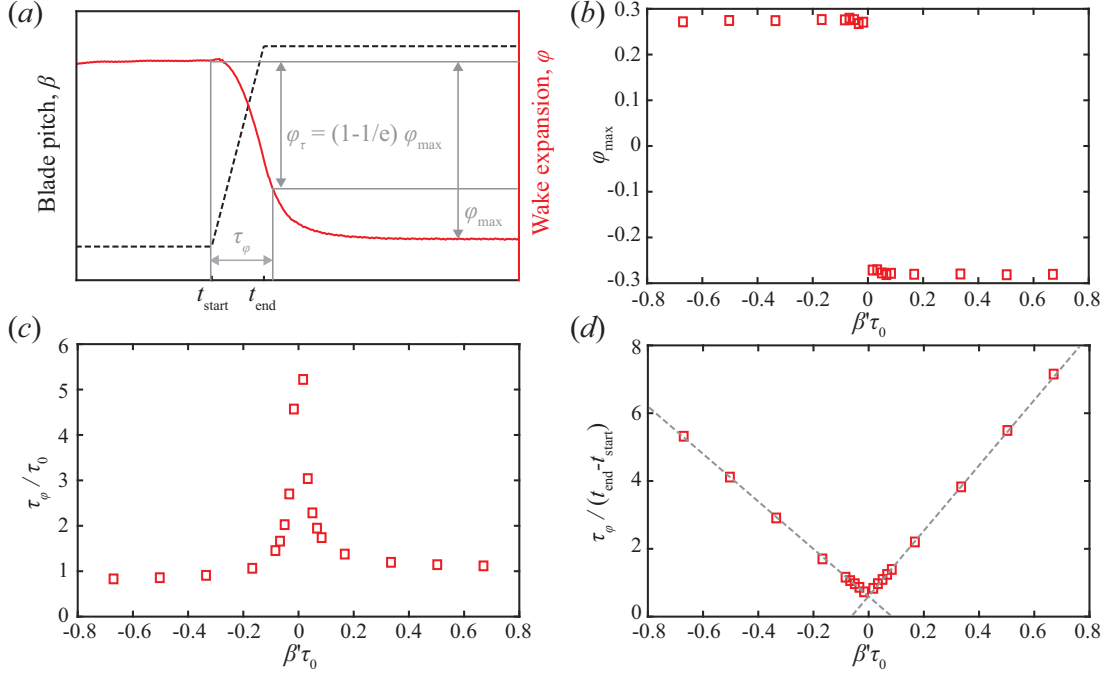 (a)
Blade pitch, β
φτ = (1-1/e) φmax
φmax
τφ
tstart
tend
Wake expansion, φ
(b)
φmax
0.3
0.2
0.1
0
-0.1
-0.2
-0.3
-0.8 -0.6 -0.4 -0.2 0 0.2 0.4 0.6 0.8
β'τ0
(c)
τφ / τ0
6
5
4
3
2
1
0
-0.8 -0.6 -0.4 -0.2 0 0.2 0.4 0.6 0.8
β'τ0
(d)
τφ / (tend-tstart)
8
6
4
2
0
-0.8 -0.6 -0.4 -0.2 0 0.2 0.4 0.6 0.8
β'τ0